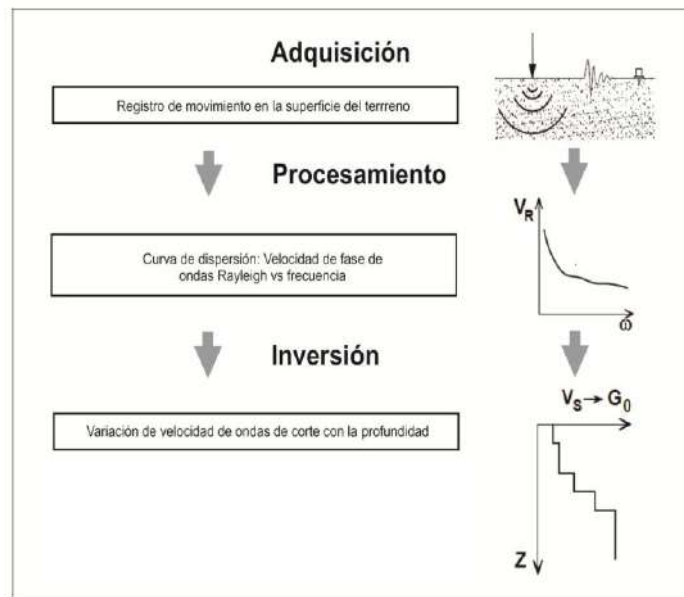 Adquisición
Registro de movimiento en la superficie del terrreno
Procesamiento
V_R
Curva de dispersión: Velocidad de fase de
ondas Rayleigh vs frecuencia
ω
Inversión
V_S → G_0
Variación de velocidad de ondas de corte con la profundidad
Z